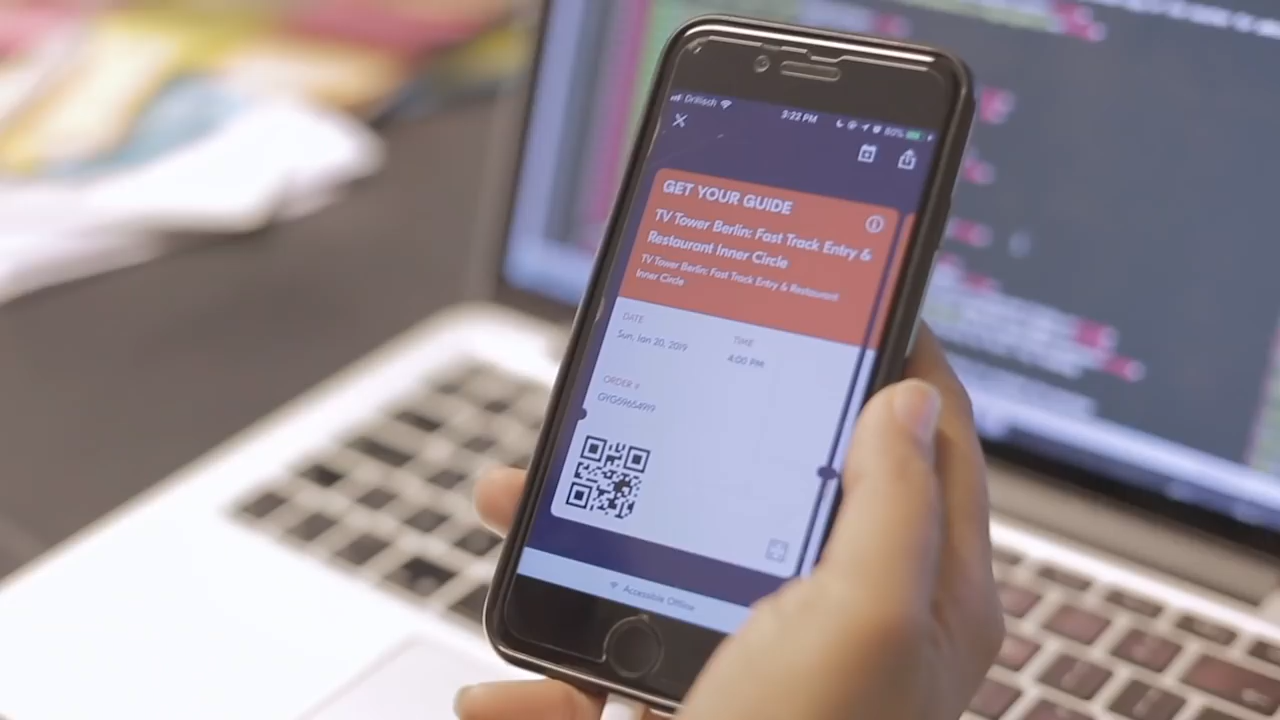 Drillisch
3:22 PM
80%
GET YOUR GUIDE
TV Tower Berlin: Fast Track Entry &
Restaurant Inner Circle
TV Tower Berlin: Fast Track Entry & Restaurant
Inner Circle
DATE
TIME
Sun, Jan 20, 2019
4:00 PM
ORDER #
Accessible Offline